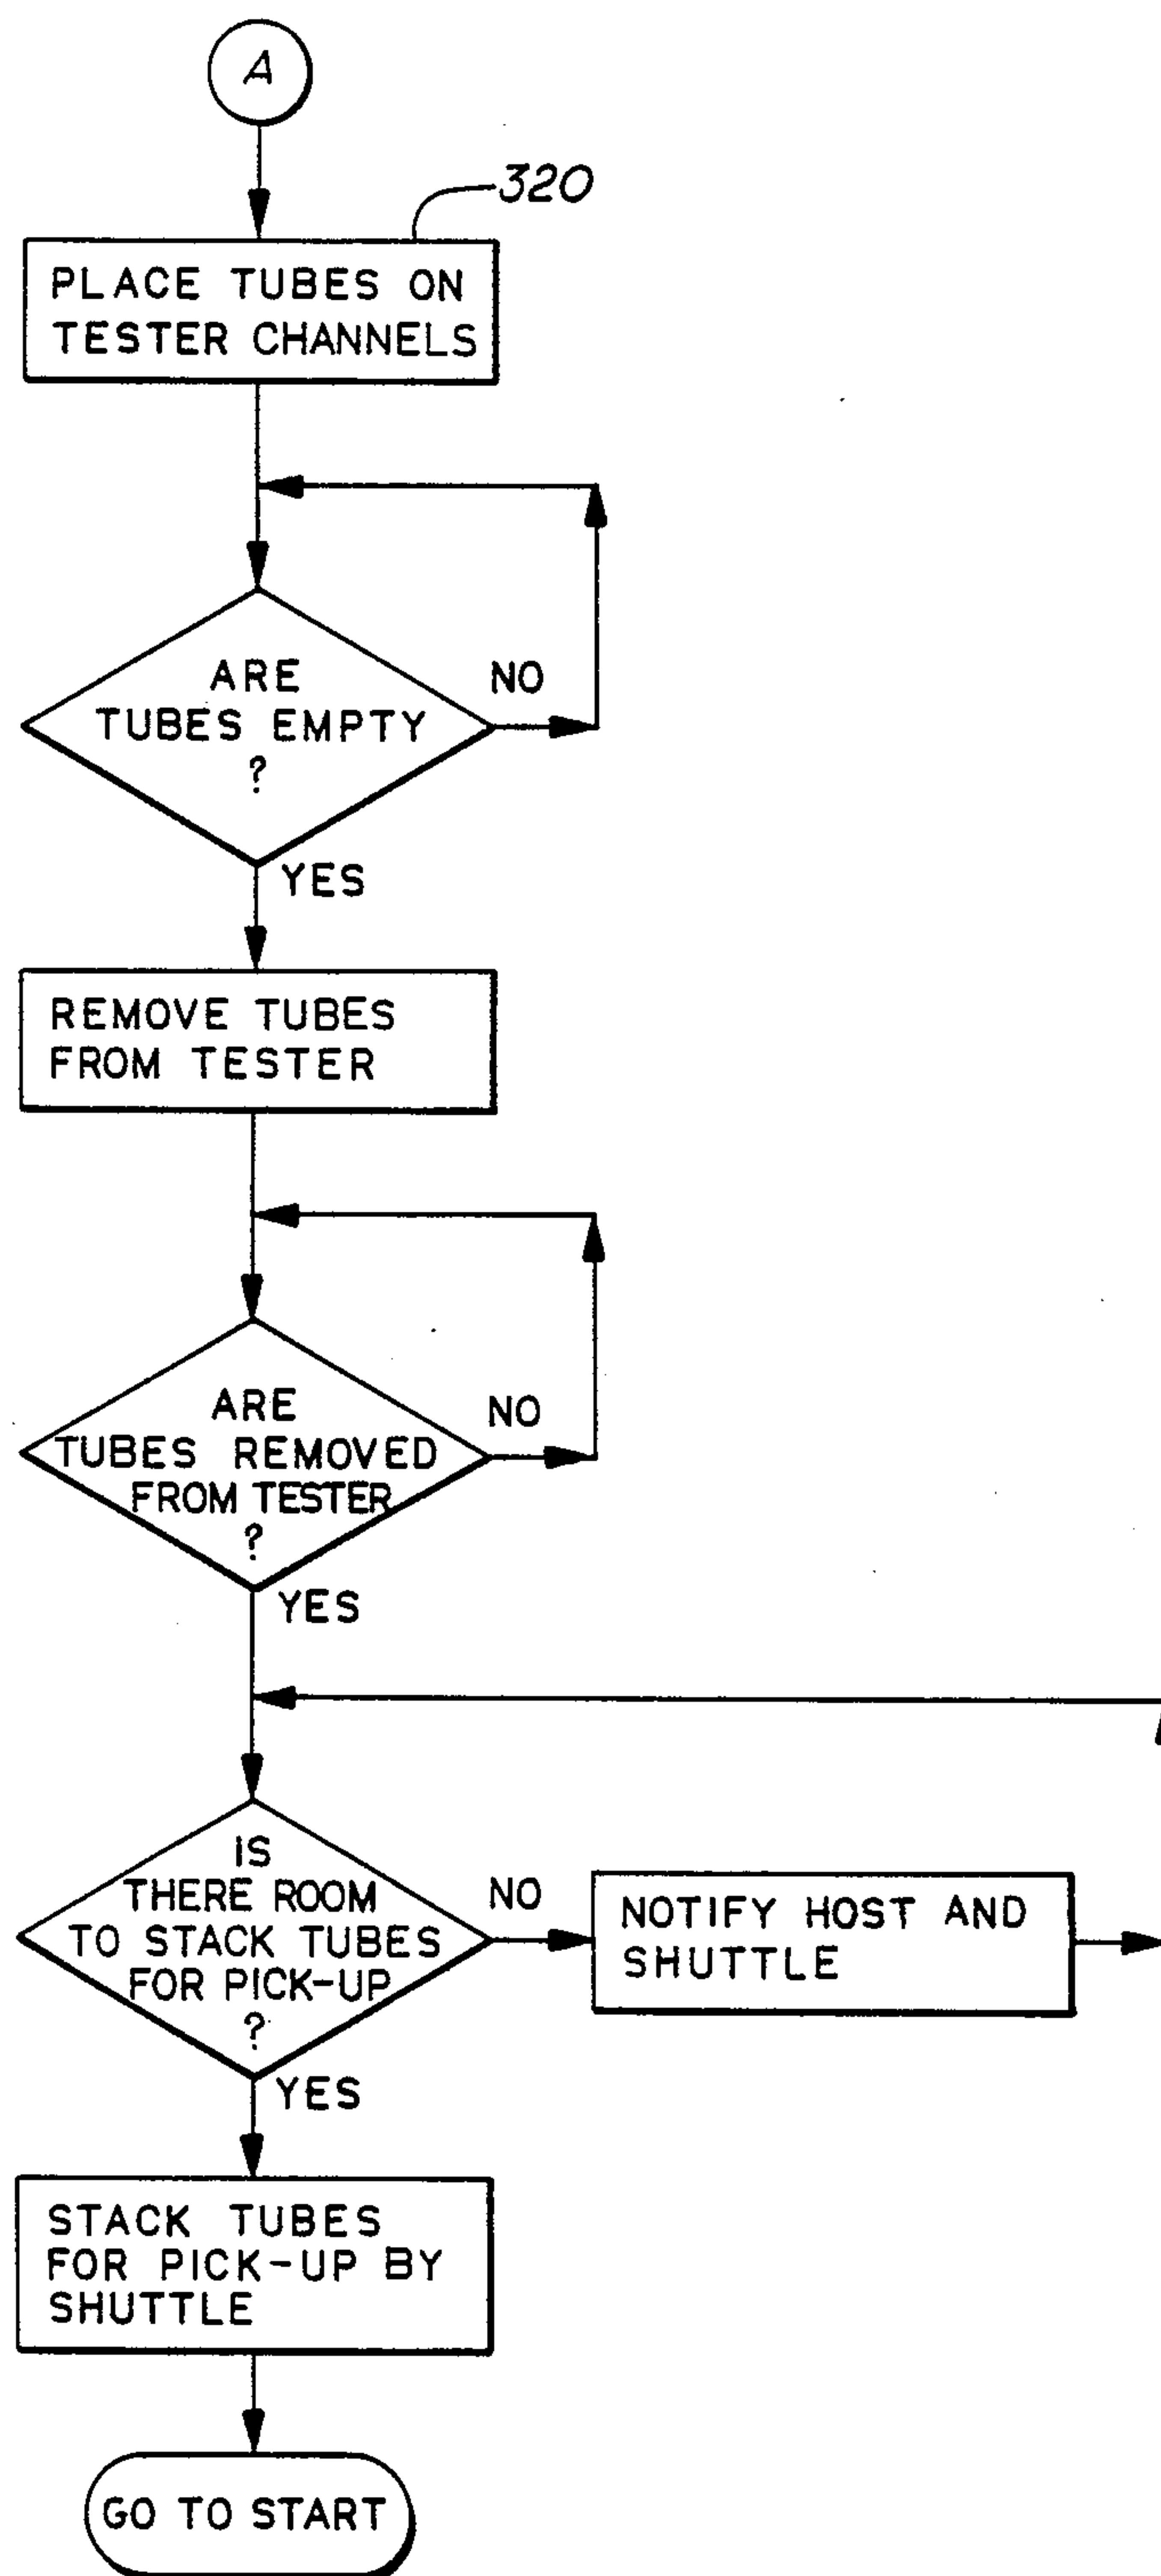 A
320
PLACE TUBES ON
TESTER CHANNELS
ARE
TUBES EMPTY
?
NO
YES
REMOVE TUBES
FROM TESTER
ARE
TUBES REMOVED
FROM TESTER
?
NO
YES
IS
THERE ROOM
TO STACK TUBES
FOR PICK-UP
?
NO
NOTIFY HOST AND
SHUTTLE
YES
STACK TUBES
FOR PICK-UP BY
SHUTTLE
GO TO START